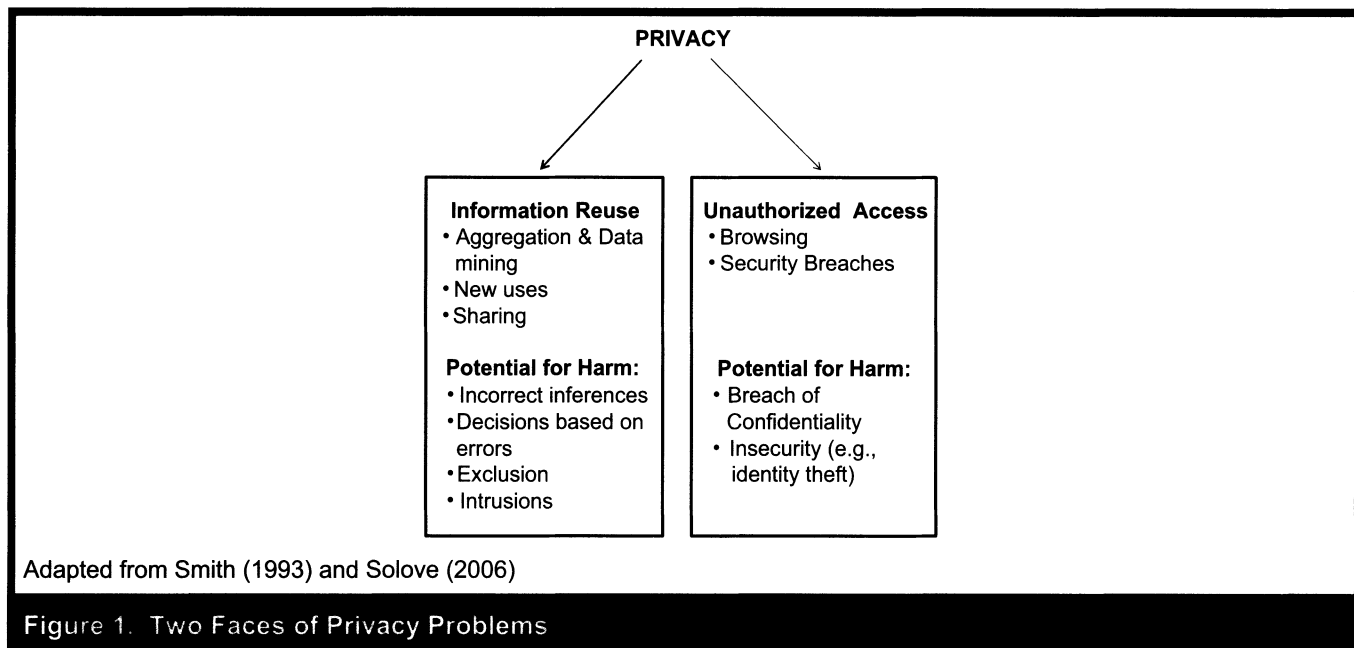 PRIVACY
Information Reuse
• Aggregation & Data
mining
• New uses
• Sharing
Potential for Harm:
• Incorrect inferences
• Decisions based on
errors
• Exclusion
• Intrusions
Unauthorized Access
• Browsing
• Security Breaches
Potential for Harm:
• Breach of
Confidentiality
• Insecurity (e.g.,
identity theft)
Adapted from Smith (1993) and Solove (2006)
Figure 1. Two Faces of Privacy Problems